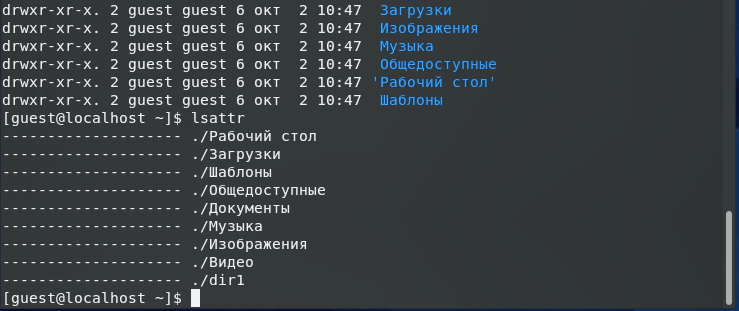 drwxr-xr-x. 2 guest guest 6 окт  2 10:47  Загрузки
drwxr-xr-x. 2 guest guest 6 окт  2 10:47  Изображения
drwxr-xr-x. 2 guest guest 6 окт  2 10:47  Музыка
drwxr-xr-x. 2 guest guest 6 окт  2 10:47  Общедоступные
drwxr-xr-x. 2 guest guest 6 окт  2 10:47 'Рабочий стол'
drwxr-xr-x. 2 guest guest 6 окт  2 10:47  Шаблоны
[guest@localhost ~]$ lsattr
-------------------- ./Рабочий стол
-------------------- ./Загрузки
-------------------- ./Шаблоны
-------------------- ./Общедоступные
-------------------- ./Документы
-------------------- ./Музыка
-------------------- ./Изображения
-------------------- ./Видео
-------------------- ./dir1
[guest@localhost ~]$